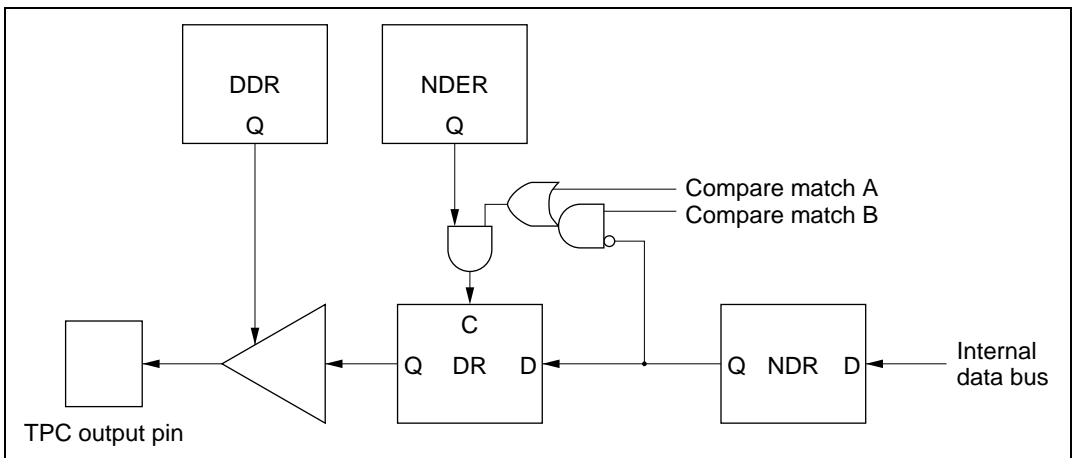 DDR
Q
NDER
Q
Compare match A
Compare match B
C
Q DR D
Q NDR D
Internal
data bus
TPC output pin